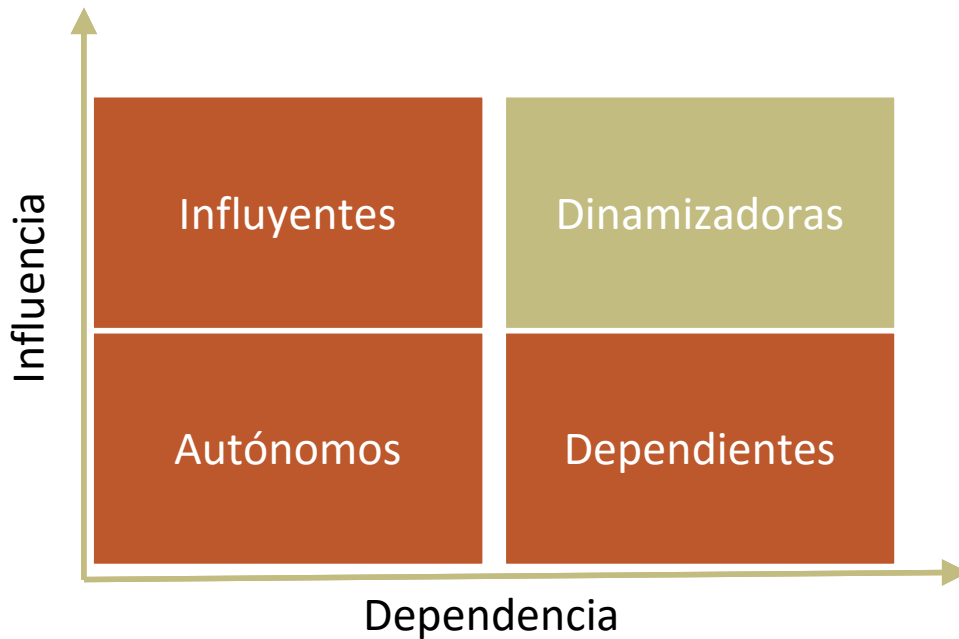 Influencia
Influyentes
Dinamizadoras
Autónomos
Dependientes
Dependencia